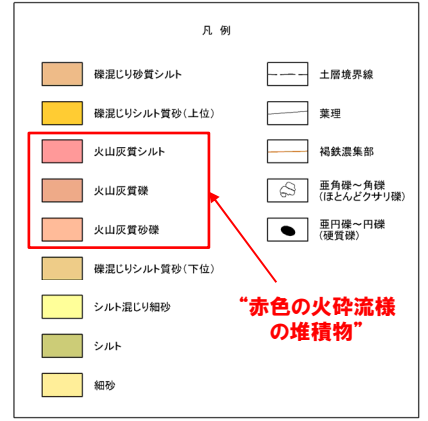 凡 例
礫混じり砂質シルト
礫混じりシルト質砂(上位)
火山灰質シルト
火山灰質礫
火山灰質砂礫
礫混じりシルト質砂(下位)
シルト混じり細砂
シルト
細砂
土層境界線
葉理
褐鉄濃集部
亜角礫～角礫
(ほとんどクサリ礫)
亜円礫～円礫
(硬質礫)
“赤色の火砕流様
の堆積物”